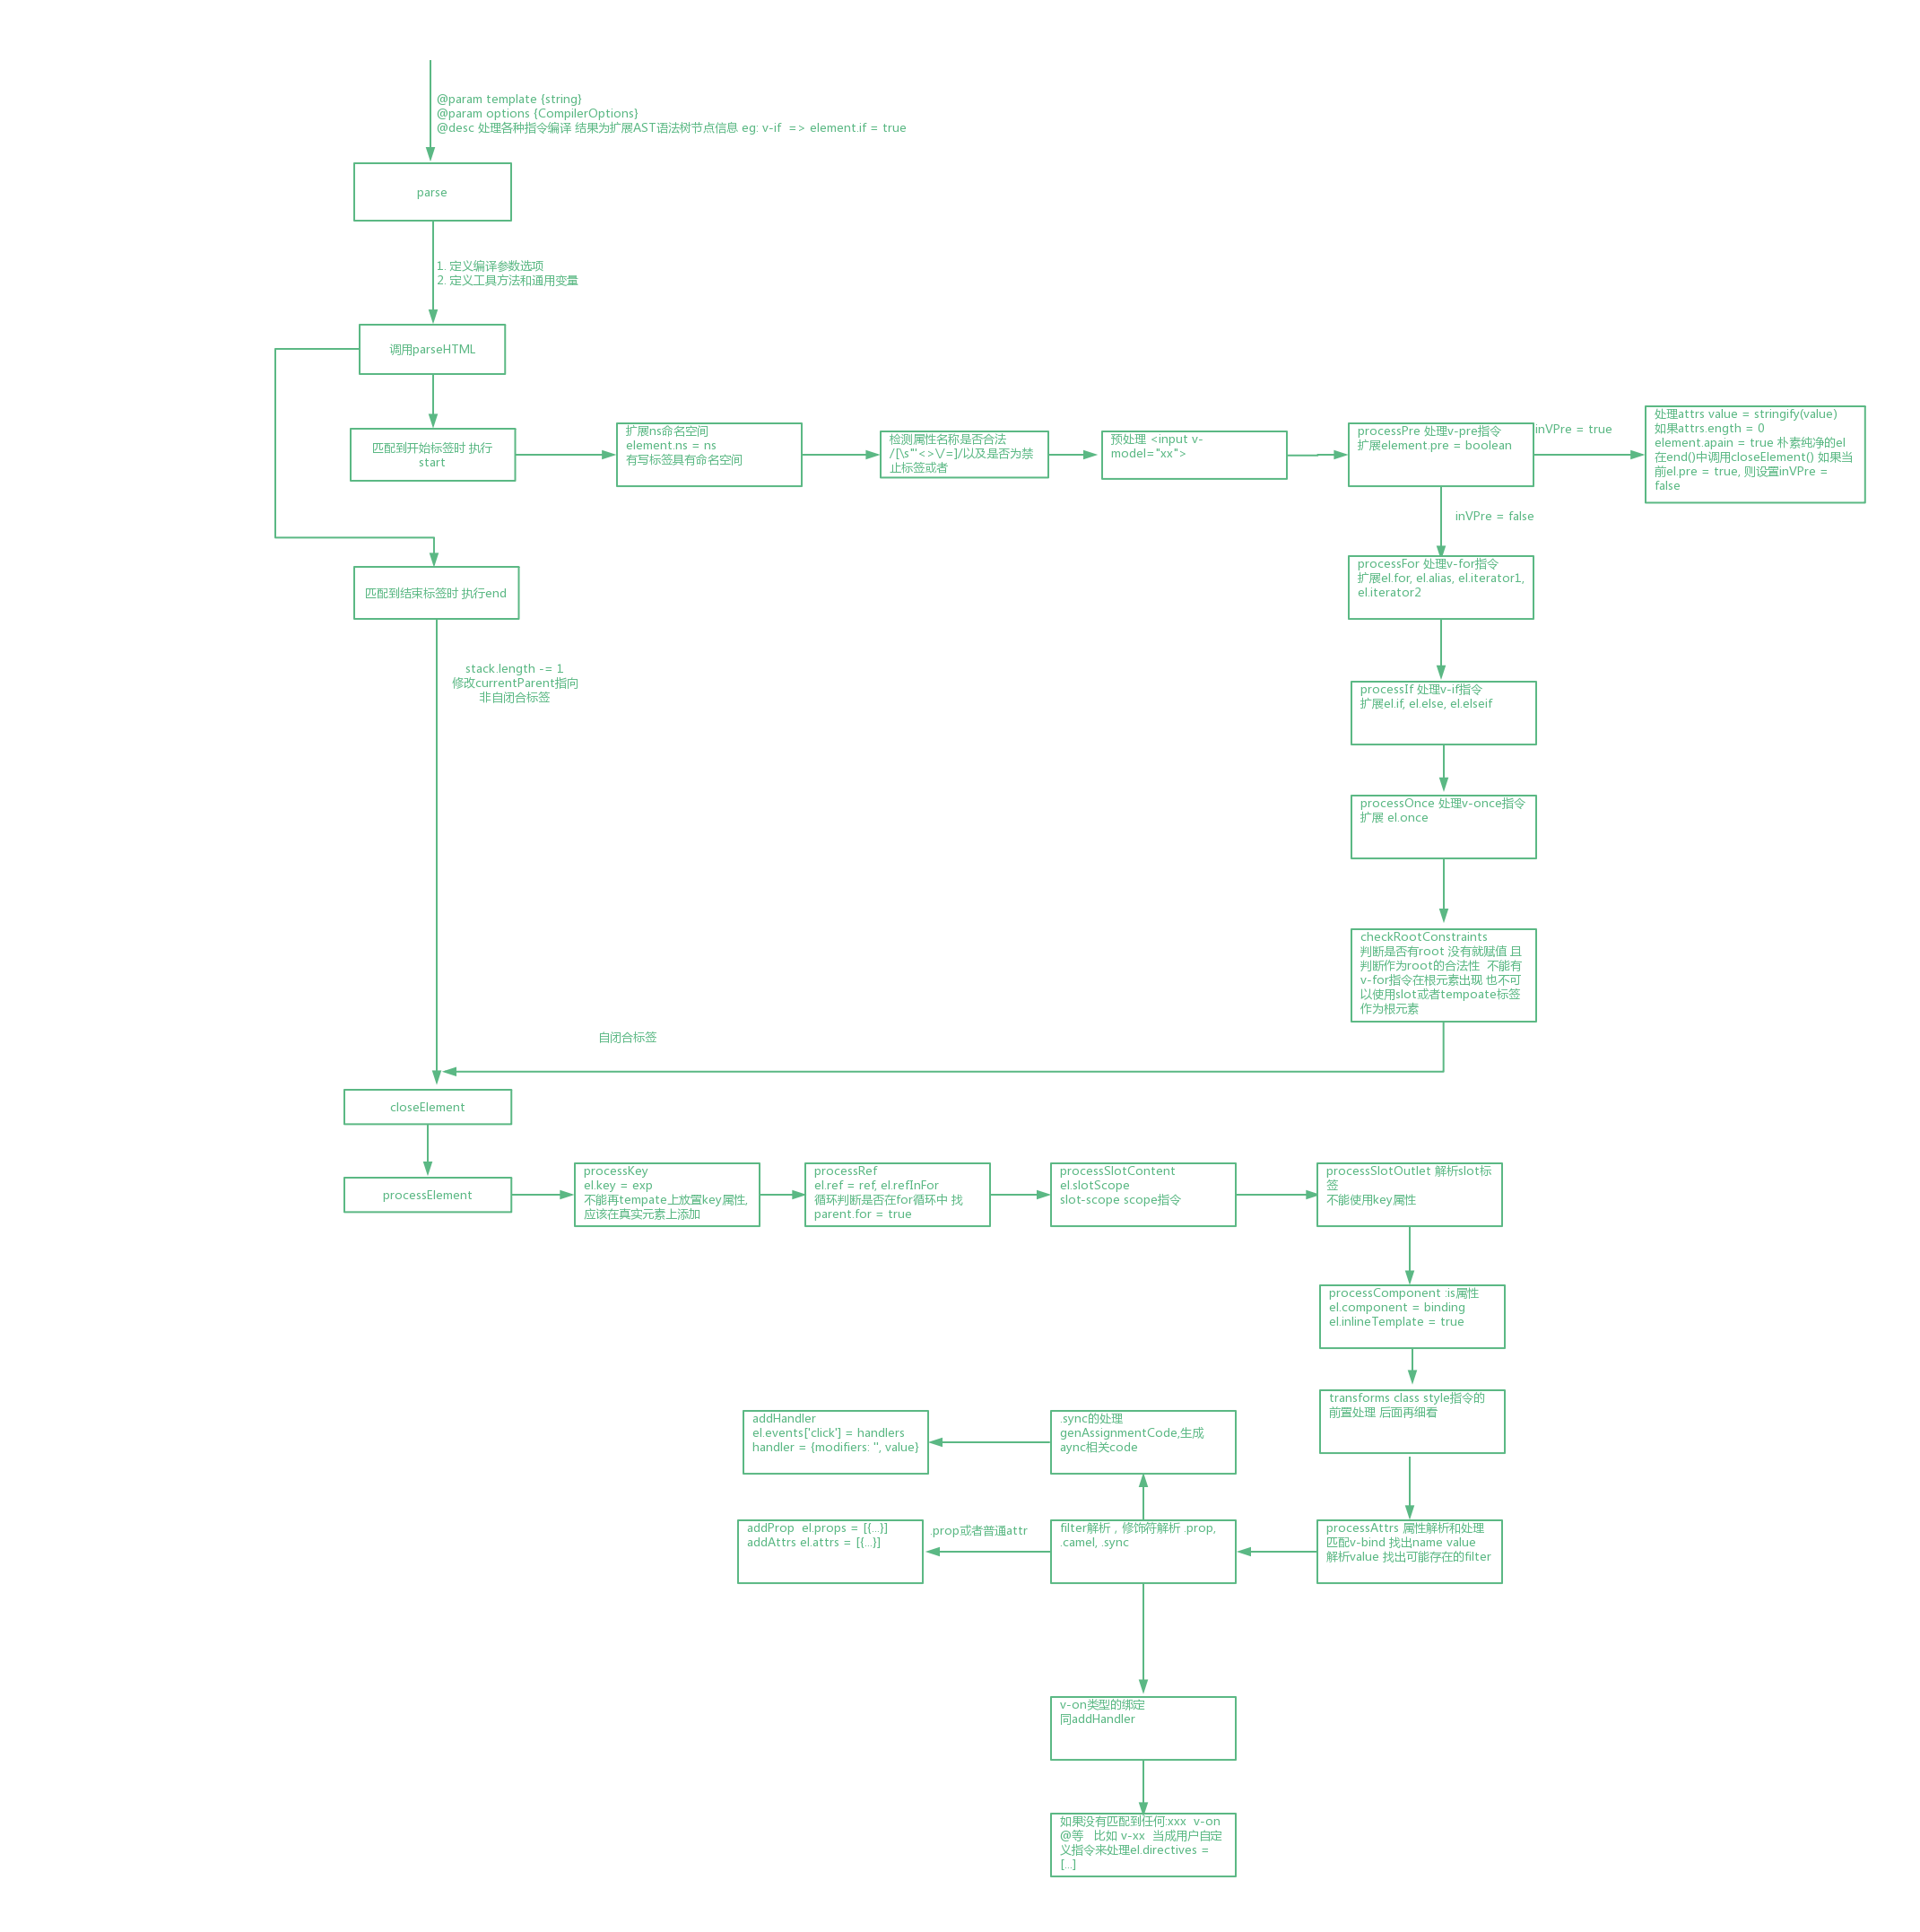 @param template {string}
@param options {CompilerOptions}
@desc 处理各种指令编译 结果为扩展AST语法树节点信息 eg: v-if  => element.if = true
parse
1. 定义编译参数选项
2. 定义工具方法和通用变量
调用parseHTML
匹配到开始标签时 执行
start
扩展ns命名空间
element.ns = ns
有写标签具有命名空间
检测属性名称是否合法
/[\s"'<>\/=]/以及是否为禁
止标签或者
预处理 <input v-
model="xx">
processPre 处理v-pre指令
扩展element.pre = boolean
inVPre = true
处理attrs value = stringify(value)
如果attrs.ength = 0
element.apain = true 朴素纯净的el
在end()中调用closeElement() 如果当
前el.pre = true, 则设置inVPre =
false
inVPre = false
processFor 处理v-for指令
扩展el.for, el.alias, el.iterator1,
el.iterator2
匹配到结束标签时 执行end
stack.length -= 1
修改currentParent指向
非自闭合标签
processIf 处理v-if指令
扩展el.if, el.else, el.elseif
processOnce 处理v-once指令
扩展 el.once
checkRootConstraints
判断是否有root 没有就赋值 且
判断作为root的合法性  不能有
v-for指令在根元素出现 也不可
以使用slot或者tempoate标签
作为根元素
自闭合标签
closeElement
processElement
processKey
el.key = exp
不能再tempate上放置key属性,
应该在真实元素上添加
processRef
el.ref = ref, el.refInFor
循环判断是否在for循环中 找
parent.for = true
processSlotContent
el.slotScope
slot-scope scope指令
processSlotOutlet 解析slot标
签
不能使用key属性
processComponent :is属性
el.component = binding
el.inlineTemplate = true
transforms class style指令的
前置处理 后面再细看
addHandler
el.events['click'] = handlers
handler = {modifiers: '', value}
.sync的处理
genAssignmentCode,生成
aync相关code
addProp  el.props = [{...}]
addAttrs el.attrs = [{...}]
.prop或者普通attr
filter解析，修饰符解析 .prop,
.camel, .sync
processAttrs 属性解析和处理
匹配v-bind 找出name value
解析value 找出可能存在的filter
v-on类型的绑定
同addHandler
如果没有匹配到任何:xxx  v-on
@等   比如 v-xx  当成用户自定
义指令来处理el.directives =
[...]